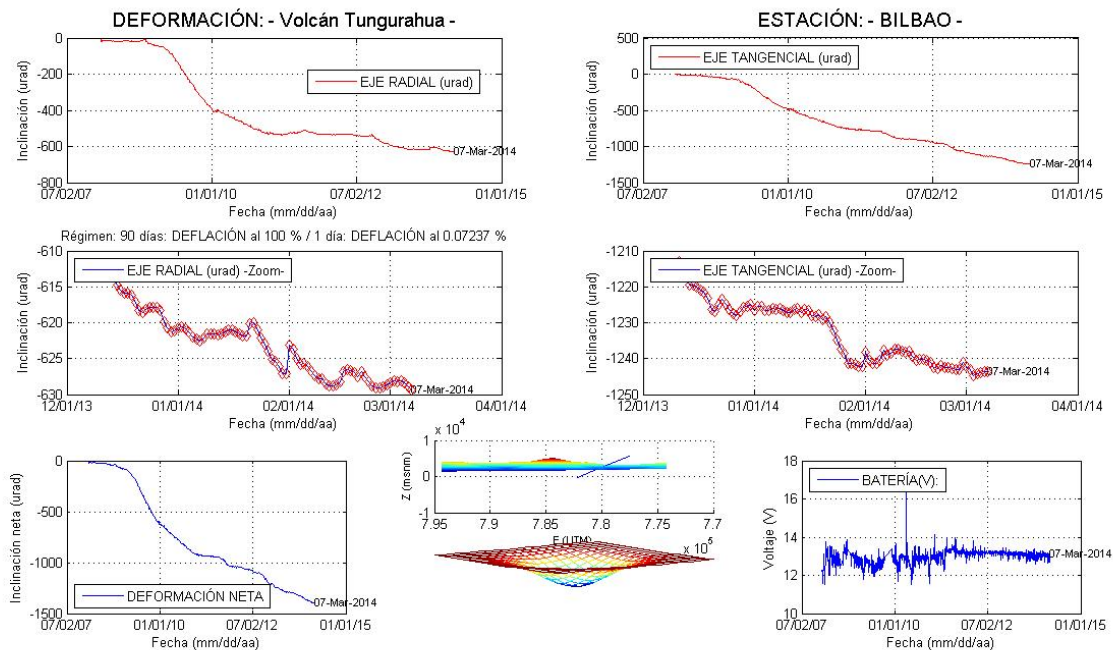 DEFORMACIÓN: - Volcán Tungurahua -
ESTACIÓN: - BILBAO -
0
-200
-400
-600
-800
Inclinación (urad)
EJE RADIAL (urad)
07-Mar-2014
07/02/07
01/01/10
07/02/12
01/01/15
Fecha (mm/dd/aa)
500
0
-500
-1000
-1500
Inclinación (urad)
EJE TANGENCIAL (urad)
07-Mar-2014
07/02/07
01/01/10
07/02/12
01/01/15
Fecha (mm/dd/aa)
Régimen: 90 días: DEFLACIÓN al 100 % / 1 día: DEFLACIÓN al 0.07237 %
-610
-615
-620
-625
-630
Inclinación (urad)
EJE RADIAL (urad) -Zoom-
07-Mar-2014
12/01/13
01/01/14
02/01/14
03/01/14
04/01/14
Fecha (mm/dd/aa)
-1210
-1220
-1230
-1240
-1250
Inclinación (urad)
EJE TANGENCIAL (urad) -Zoom-
07-Mar-2014
12/01/13
01/01/14
02/01/14
03/01/14
04/01/14
Fecha (mm/dd/aa)
0
-500
-1000
-1500
Inclinación neta (urad)
DEFORMACIÓN NETA
07-Mar-2014
07/02/07
01/01/10
07/02/12
01/01/15
Fecha (mm/dd/aa)
x 10^4
1
0
-1
Z (msnm)
7.95
7.9
7.85
7.8
7.75
7.7
E (UTM)
x 10^5
18
16
14
12
10
Voltaje (V)
BATERÍA(V):
07-Mar-2014
07/02/07
01/01/10
07/02/12
01/01/15
Fecha (mm/dd/aa)